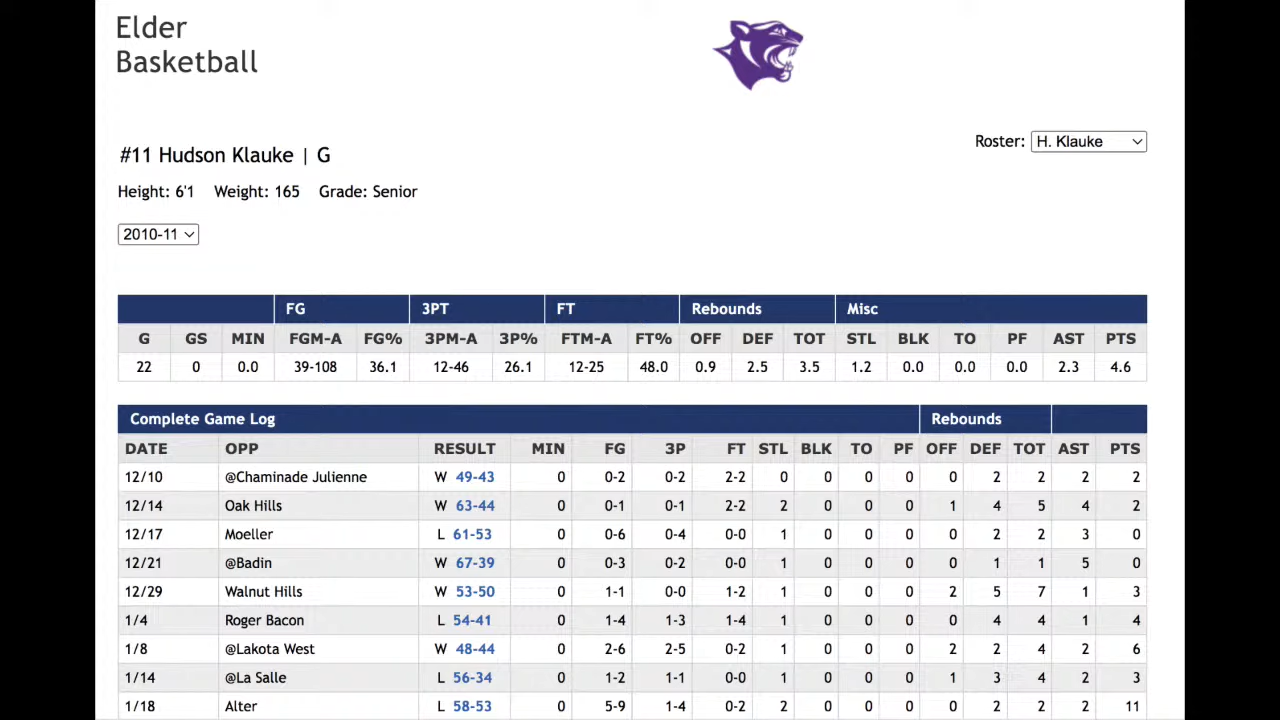 Elder
Basketball
Roster: H. Klauke
#11 Hudson Klauke | G
Height: 6'1 Weight: 165 Grade: Senior
2010-11
FG 3PT FT Rebounds Misc
G GS MIN FGM-A FG% 3PM-A 3P% FTM-A FT% OFF DEF TOT STL BLK TO PF AST PTS
22 0 0.0 39-108 36.1 12-46 26.1 12-25 48.0 0.9 2.5 3.5 1.2 0.0 0.0 0.0 2.3 4.6
Complete Game Log Rebounds
DATE OPP RESULT MIN FG 3P FT STL BLK TO PF OFF DEF TOT AST PTS
12/10 @Chaminade Julienne W 49-43 0 0-2 0-2 2-2 0 0 0 0 0 2 2 2 2
12/14 Oak Hills W 63-44 0 0-1 0-1 2-2 2 0 0 0 1 4 5 4 2
12/17 Moeller L 61-53 0 0-6 0-4 0-0 1 0 0 0 0 2 2 3 0
12/21 @Badin W 67-39 0 0-3 0-2 0-0 1 0 0 0 0 1 1 5 0
12/29 Walnut Hills W 53-50 0 1-1 0-0 1-2 1 0 0 0 2 5 7 1 3
1/4 Roger Bacon L 54-41 0 1-4 1-3 1-4 1 0 0 0 0 4 4 1 4
1/8 @Lakota West W 48-44 0 2-6 2-5 0-2 1 0 0 0 2 2 4 2 6
1/14 @La Salle L 56-34 0 1-2 1-1 0-0 1 0 0 0 1 3 4 2 3
1/18 Alter L 58-53 0 5-9 1-4 0-2 2 0 0 0 0 2 2 2 11